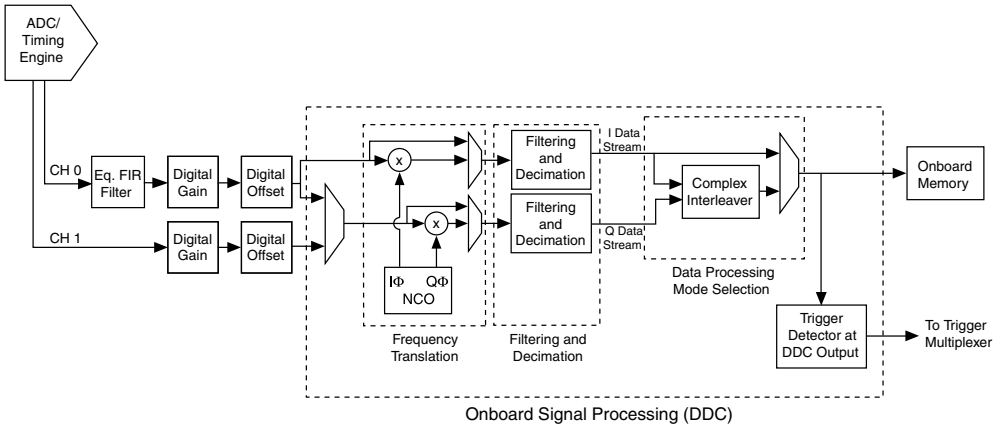 ADC/
Timing
Engine
CH 0
Eq. FIR
Filter
Digital
Gain
Digital
Offset
CH 1
Digital
Gain
Digital
Offset
x
x
IΦ QΦ
NCO
Frequency
Translation
Filtering
and
Decimation
Filtering
and
Decimation
Filtering and
Decimation
I Data
Stream
Q Data
Stream
Complex
Interleaver
Data Processing
Mode Selection
Onboard
Memory
Trigger
Detector at
DDC Output
To Trigger
Multiplexer
Onboard Signal Processing (DDC)